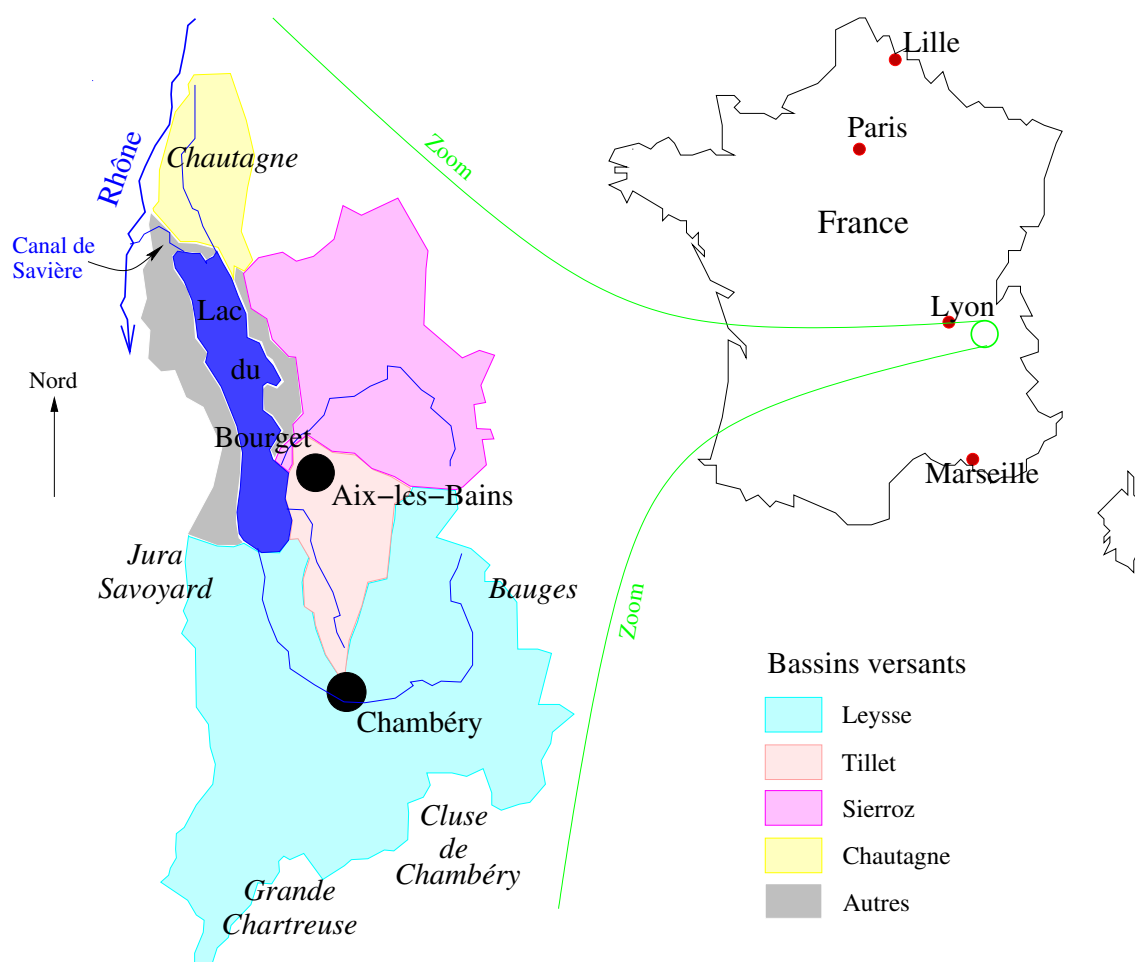 Lille
Paris
France
Lyon
Marseille
Zoom
Zoom
Rhône
Chautagne
Canal de
Savière
Lac
du
Bourget
Nord
Aix−les−Bains
Jura
Savoyard
Bauges
Chambéry
Cluse
de
Chambéry
Grande
Chartreuse
Bassins versants
Leysse
Tillet
Sierroz
Chautagne
Autres